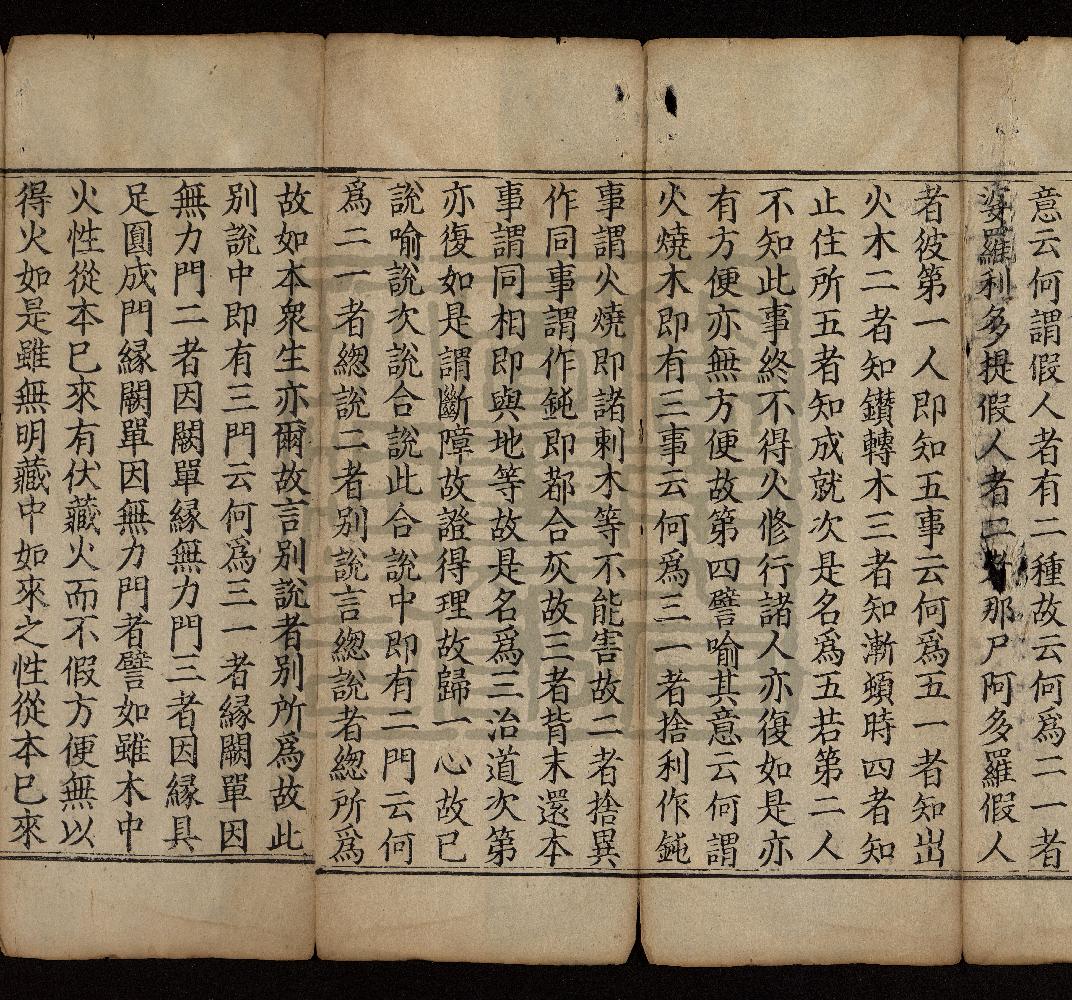 意云何謂假人者有二種故云何爲二一者
婆羅利多提假人者二者那尸阿多羅假人
者彼第一人即知五事云何爲五一者知出
火木二者知鑚轉木三者知漸頓時四者知
止住所五者知成就次是名爲五若第二人
不知此事終不得火修行諸人亦復如是亦
有方便亦無方便故第四譬喻其意云何謂
火燒木即有三事云何爲三一者捨利作鈍
事謂火燒即諸刺木等不能害故二者捨異
作同事謂作鈍即都合灰故三者背末還本
事謂同相即與地等故是名爲三治道次第
亦復如是謂斷障故證得理故歸一心故已
說喻說次說合說此合說中即有二門云何
爲二一者緫說二者別說言緫說者緫所爲
故如本衆生亦爾故言別說者別所爲故此
別說中即有三門云何爲三一者縁闕單因
無力門二者因闕單縁無力門三者因縁具
足圓成門縁闕單因無力門者譬如雖木中
火性從本已來有伏藏火而不假方便無以
得火如是雖無明藏中如來之性從本已來